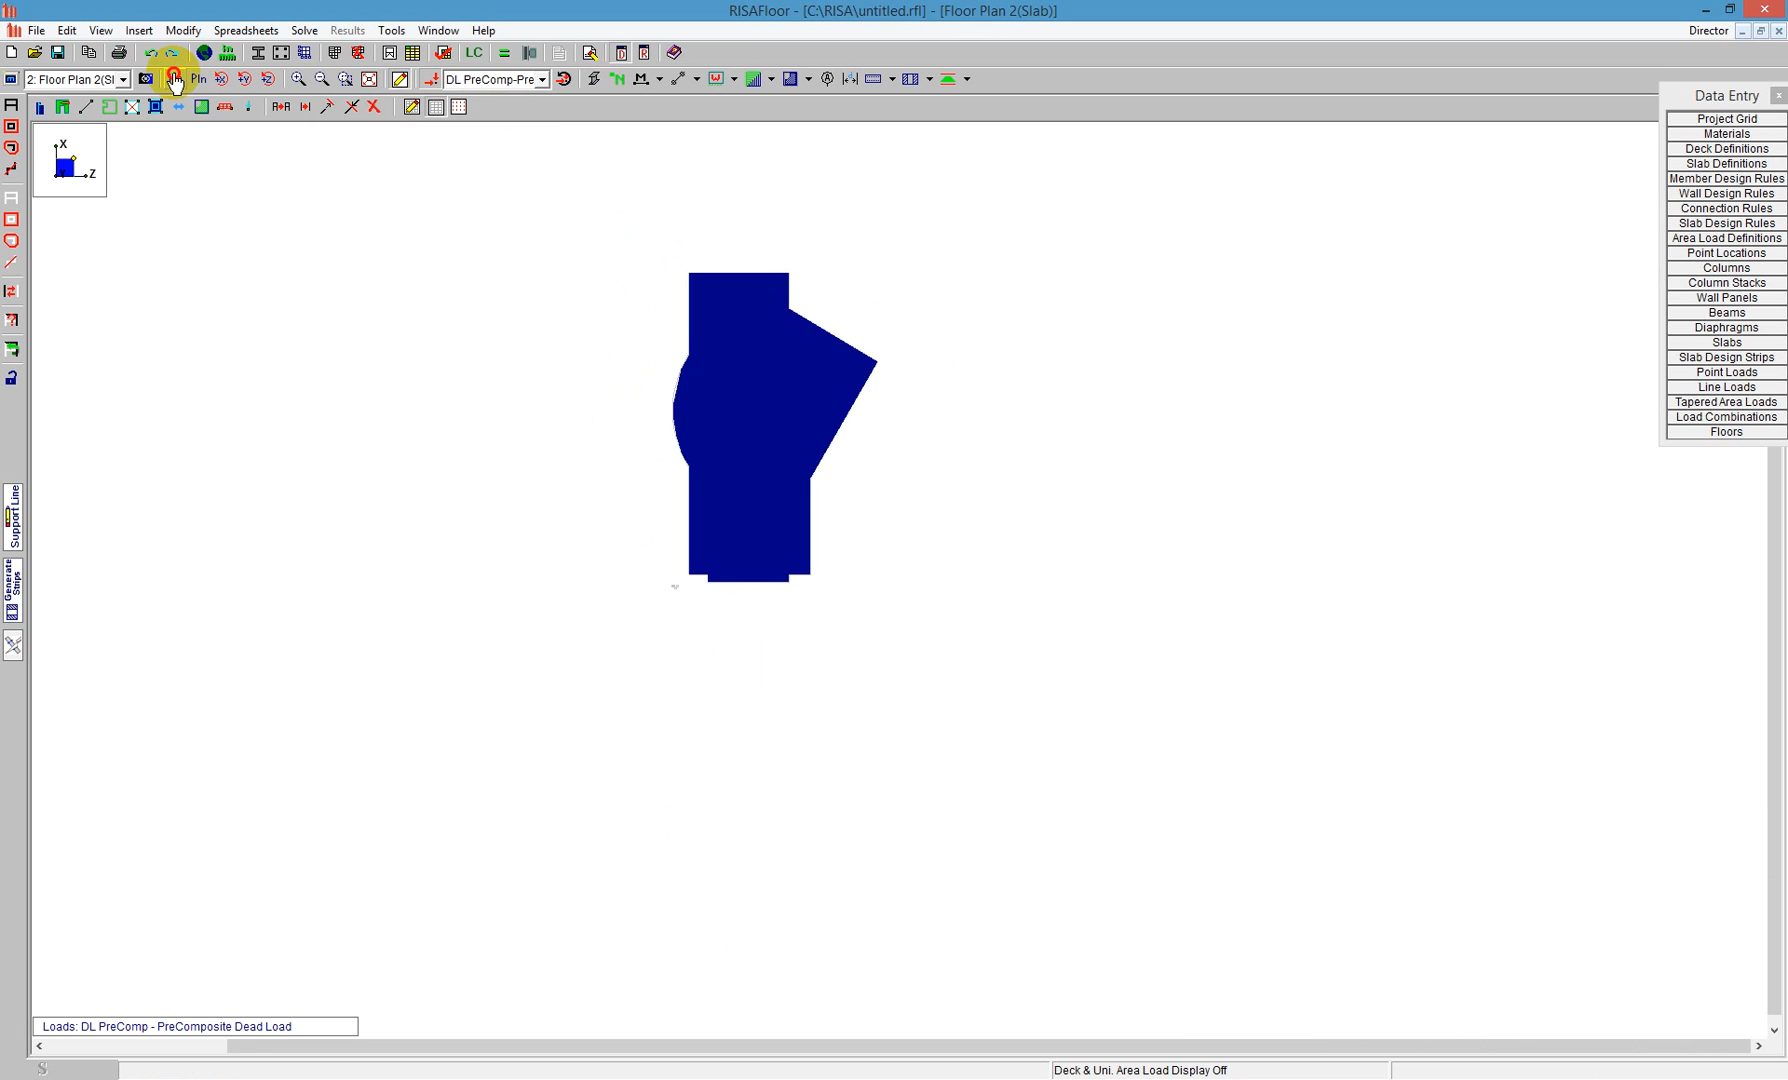 RISAFloor - [C:\RISA\untitled.rfl] - [Floor Plan 2(Slab)]
File Edit View Insert Modify Spreadsheets Solve Results Tools Window Help Director
LC = D R
2: Floor Plan 2(Sl Pln DL PreComp-Pre
Data Entry
Project Grid
Materials
Deck Definitions
Slab Definitions
Member Design Rules
Wall Design Rules
Connection Rules
Slab Design Rules
Area Load Definitions
Point Locations
Columns
Column Stacks
Wall Panels
Beams
Diaphragms
Slabs
Slab Design Strips
Point Loads
Line Loads
Tapered Area Loads
Load Combinations
Floors
X
Y
Z
Support Line
Generate
Strips
Loads: DL PreComp - PreComposite Dead Load
S
Deck & Uni. Area Load Display Off